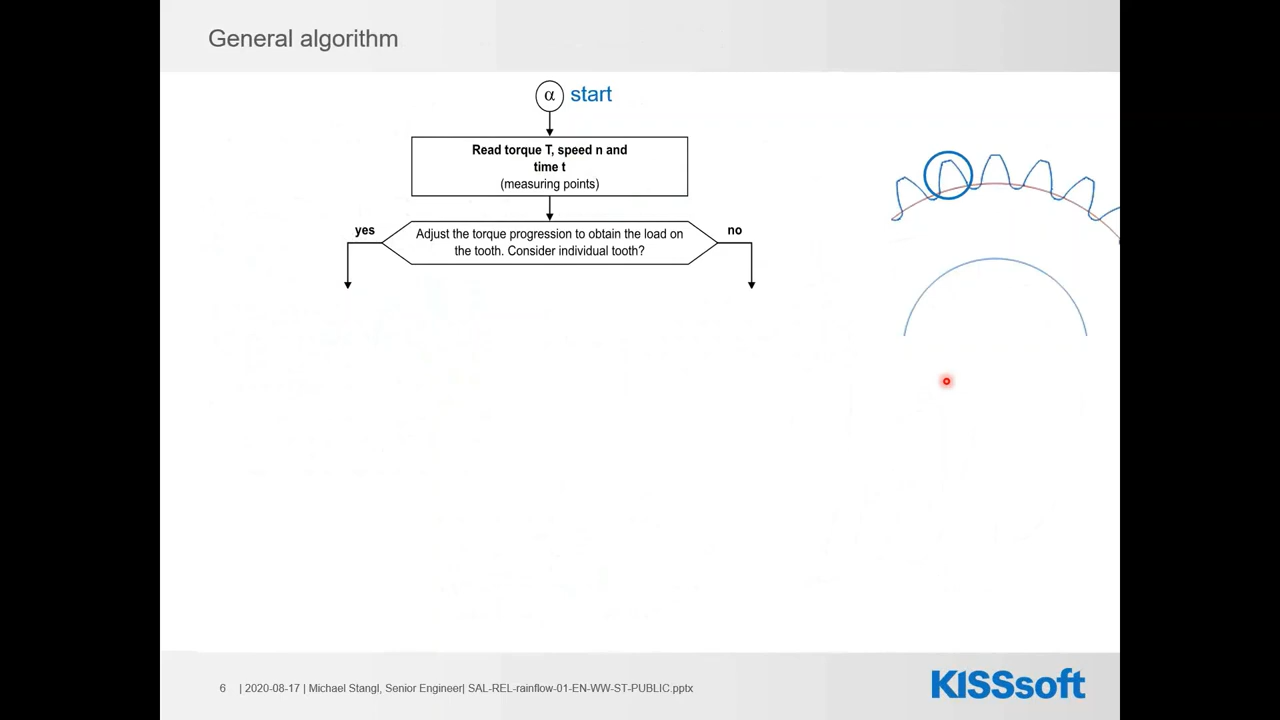 General algorithm
α start
Read torque T, speed n and
time t
(measuring points)
yes
Adjust the torque progression to obtain the load on
the tooth. Consider individual tooth?
no
6 | 2020-08-17 | Michael Stangl, Senior Engineer| SAL-REL-rainflow-01-EN-WW-ST-PUBLIC.pptx
KISSsoft